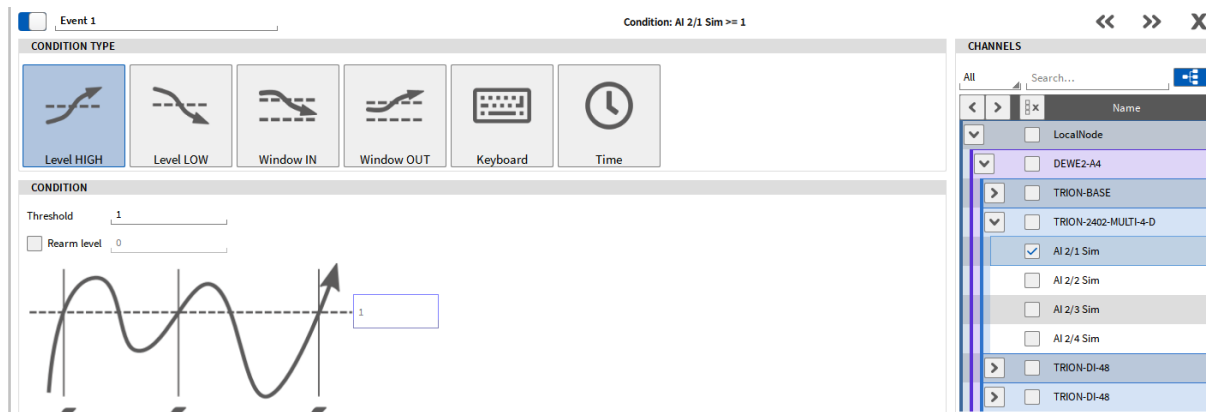 Event 1
Condition: AI 2/1 Sim >= 1
CONDITION TYPE
Level HIGH
Level LOW
Window IN
Window OUT
Keyboard
Time
CONDITION
Threshold 1
Rearm level 0
1
CHANNELS
All Search...
Name
LocalNode
DEWE2-A4
TRION-BASE
TRION-2402-MULTI-4-D
AI 2/1 Sim
AI 2/2 Sim
AI 2/3 Sim
AI 2/4 Sim
TRION-DI-48
TRION-DI-48